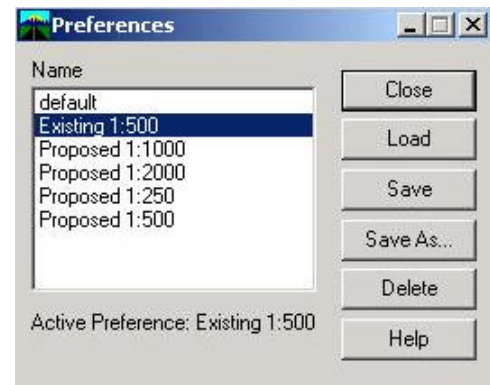 Preferences
Name
default
Existing 1:500
Proposed 1:1000
Proposed 1:2000
Proposed 1:250
Proposed 1:500
Active Preference: Existing 1:500
Close
Load
Save
Save As...
Delete
Help